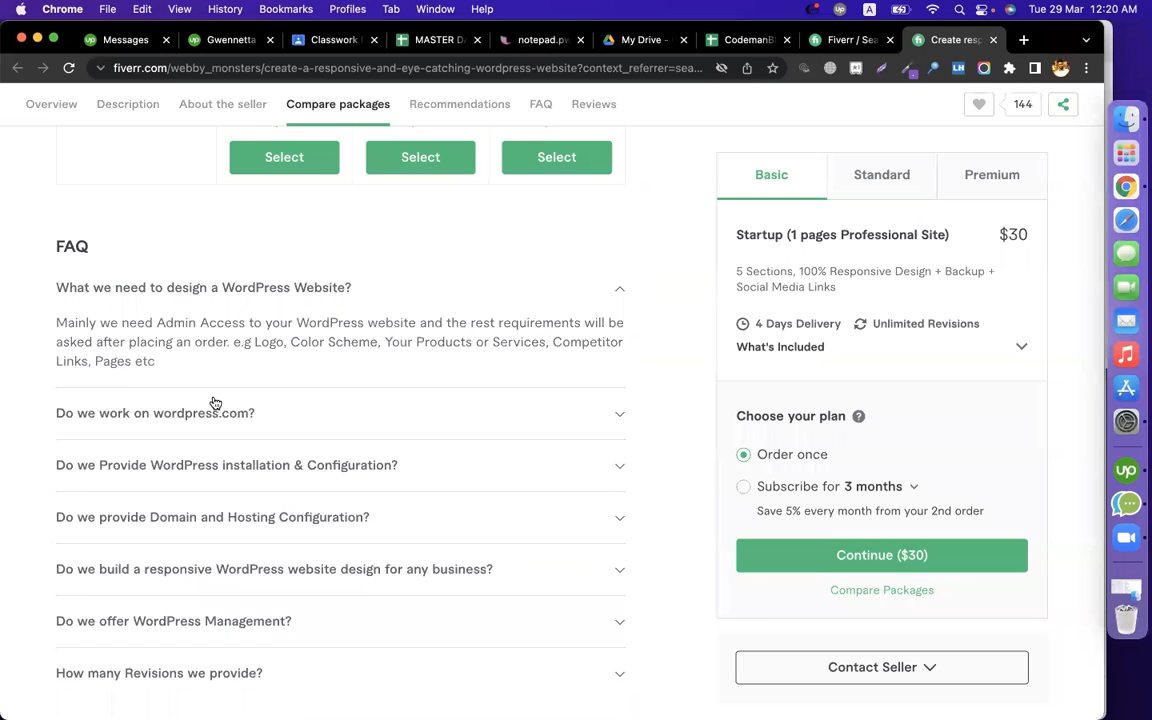 Chrome File Edit View History Bookmarks Profiles Tab Window Help A Tue 29 Mar 12:20 AM
Messages Gwennetta Classwork MASTER D notepad.pw My Drive - CodemanB Fiverr / Sea Create resp
fiverr.com/webby_monsters/create-a-responsive-and-eye-catching-wordpress-website?context_referrer=sea...
Overview Description About the seller Compare packages Recommendations FAQ Reviews 144
Select Select Select
Basic Standard Premium
Startup (1 pages Professional Site) $30
5 Sections, 100% Responsive Design + Backup +
Social Media Links
4 Days Delivery Unlimited Revisions
What's Included
Choose your plan ?
Order once
Subscribe for 3 months
Save 5% every month from your 2nd order
Continue ($30)
Compare Packages
Contact Seller
FAQ
What we need to design a WordPress Website?
Mainly we need Admin Access to your WordPress website and the rest requirements will be
asked after placing an order. e.g Logo, Color Scheme, Your Products or Services, Competitor
Links, Pages etc
Do we work on wordpress.com?
Do we Provide WordPress installation & Configuration?
Do we provide Domain and Hosting Configuration?
Do we build a responsive WordPress website design for any business?
Do we offer WordPress Management?
How many Revisions we provide?